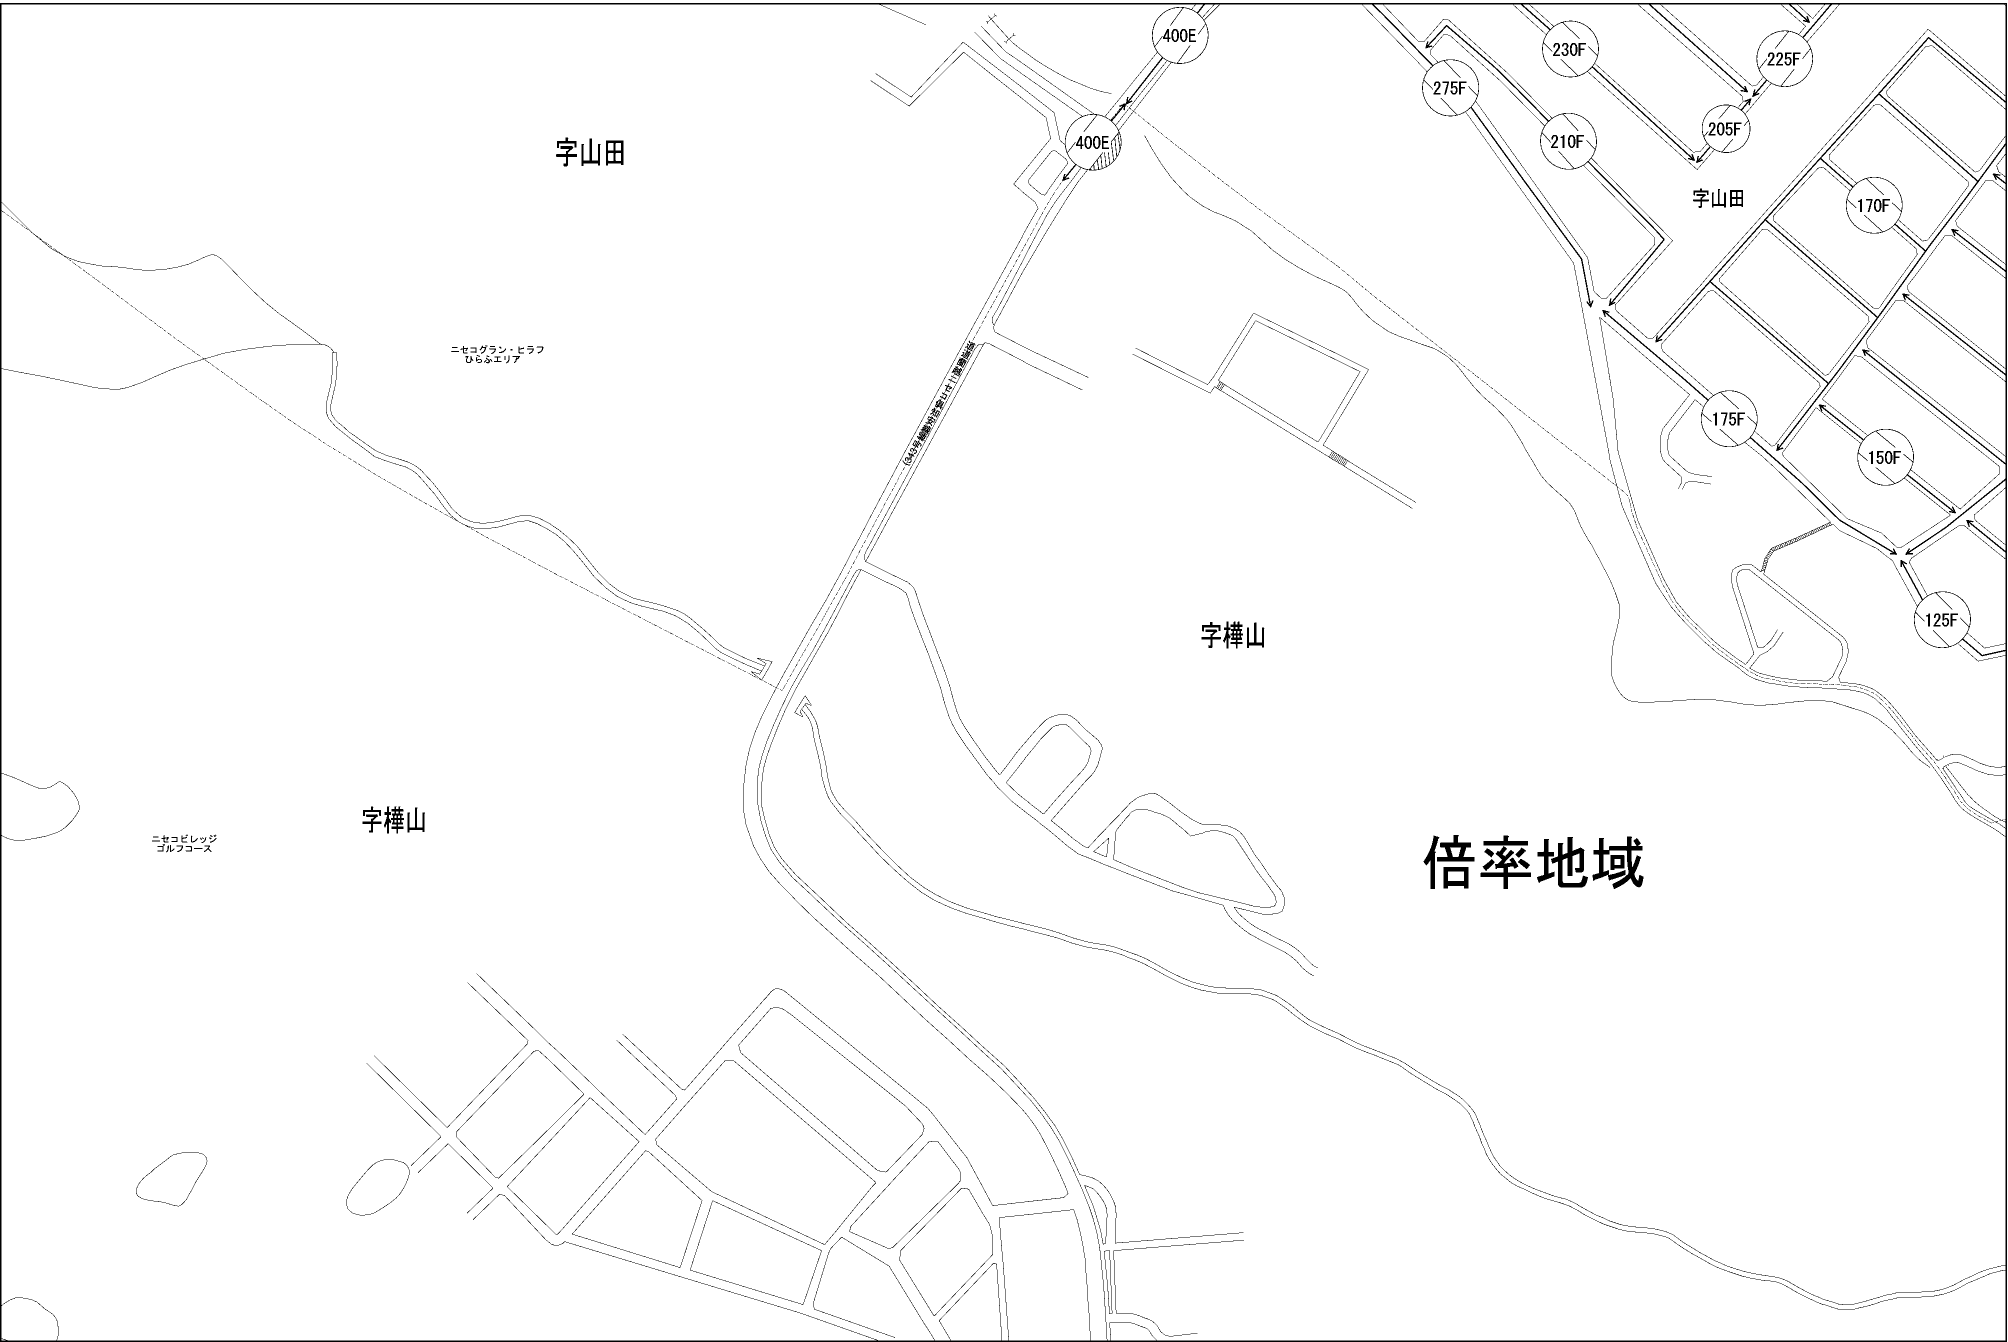 400E
230F
225F
275F
205F
400E
210F
字山田
字山田
170F
ニセコグラン・ヒラフ
ひらふエリア
175F
150F
125F
字樺山
字樺山
ニセコビレッジ
ゴルフコース
倍率地域